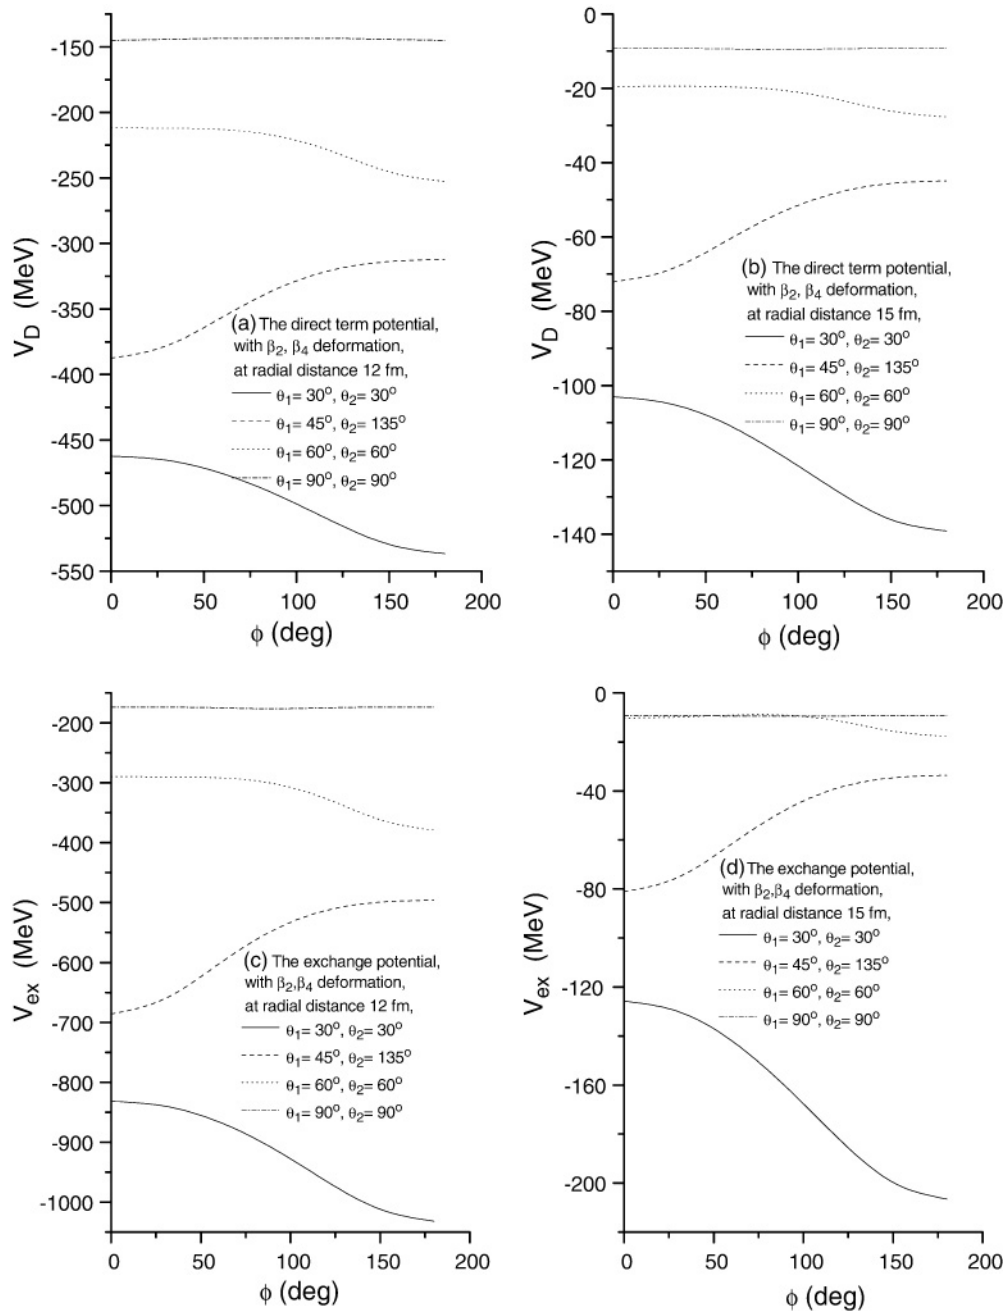 -150
-200
-250
-300
-350
-400
-450
-500
-550
V_D (MeV)
(a) The direct term potential,
with β₂, β₄ deformation,
at radial distance 12 fm,
θ₁= 30°, θ₂= 30°
θ₁= 45°, θ₂= 135°
θ₁= 60°, θ₂= 60°
θ₁= 90°, θ₂= 90°
0 50 100 150 200
ϕ (deg)
0
-20
-40
-60
-80
-100
-120
-140
V_D (MeV)
(b) The direct term potential,
with β₂, β₄ deformation,
at radial distance 15 fm,
θ₁= 30°, θ₂= 30°
θ₁= 45°, θ₂= 135°
θ₁= 60°, θ₂= 60°
θ₁= 90°, θ₂= 90°
0 50 100 150 200
ϕ (deg)
-200
-300
-400
-500
-600
-700
-800
-900
-1000
V_ex (MeV)
(c) The exchange potential,
with β₂,β₄ deformation,
at radial distance 12 fm,
θ₁= 30°, θ₂= 30°
θ₁= 45°, θ₂= 135°
θ₁= 60°, θ₂= 60°
θ₁= 90°, θ₂= 90°
0 50 100 150 200
ϕ (deg)
0
-40
-80
-120
-160
-200
V_ex (MeV)
(d) The exchange potential,
with β₂,β₄ deformation,
at radial distance 15 fm,
θ₁= 30°, θ₂= 30°
θ₁= 45°, θ₂= 135°
θ₁= 60°, θ₂= 60°
θ₁= 90°, θ₂= 90°
0 50 100 150 200
ϕ (deg)